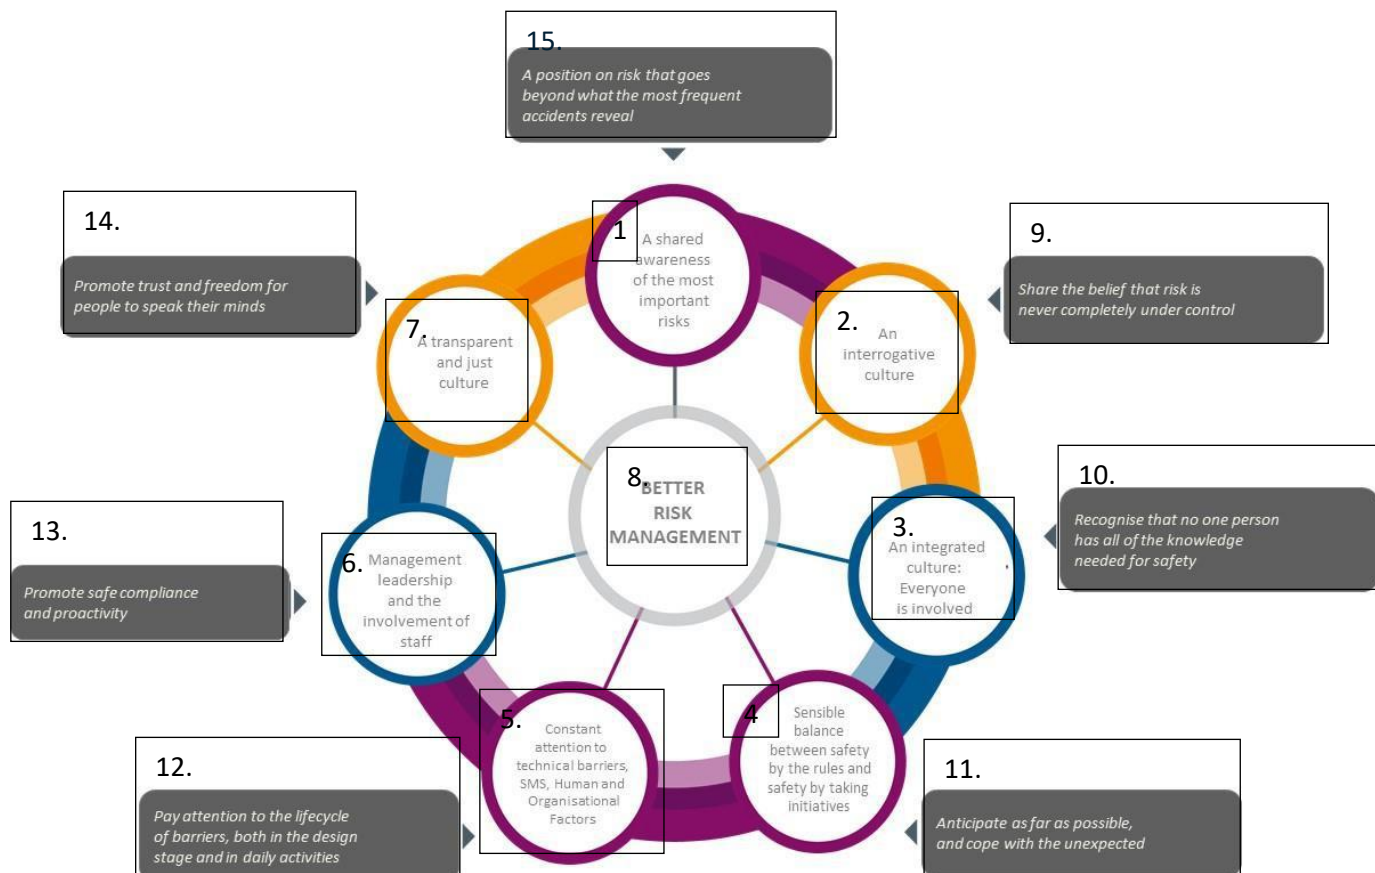 15.
A position on risk that goes
beyond what the most frequent
accidents reveal
14.
Promote trust and freedom for
people to speak their minds
1
A shared
awareness
of the most
important
risks
9.
Share the belief that risk is
never completely under control
7.
A transparent
and just
culture
2.
An
interrogative
culture
8.
BETTER
RISK
MANAGEMENT
10.
Recognise that no one person
has all of the knowledge
needed for safety
3.
An integrated
culture:
Everyone
is involved
13.
Promote safe compliance
and proactivity
6.
Management
leadership
and the
involvement of
staff
5.
Constant
attention to
technical barriers,
SMS, Human and
Organisational
Factors
4
Sensible
balance
between safety
by the rules and
safety by taking
initiatives
12.
Pay attention to the lifecycle
of barriers, both in the design
stage and in daily activities
11.
Anticipate as far as possible,
and cope with the unexpected